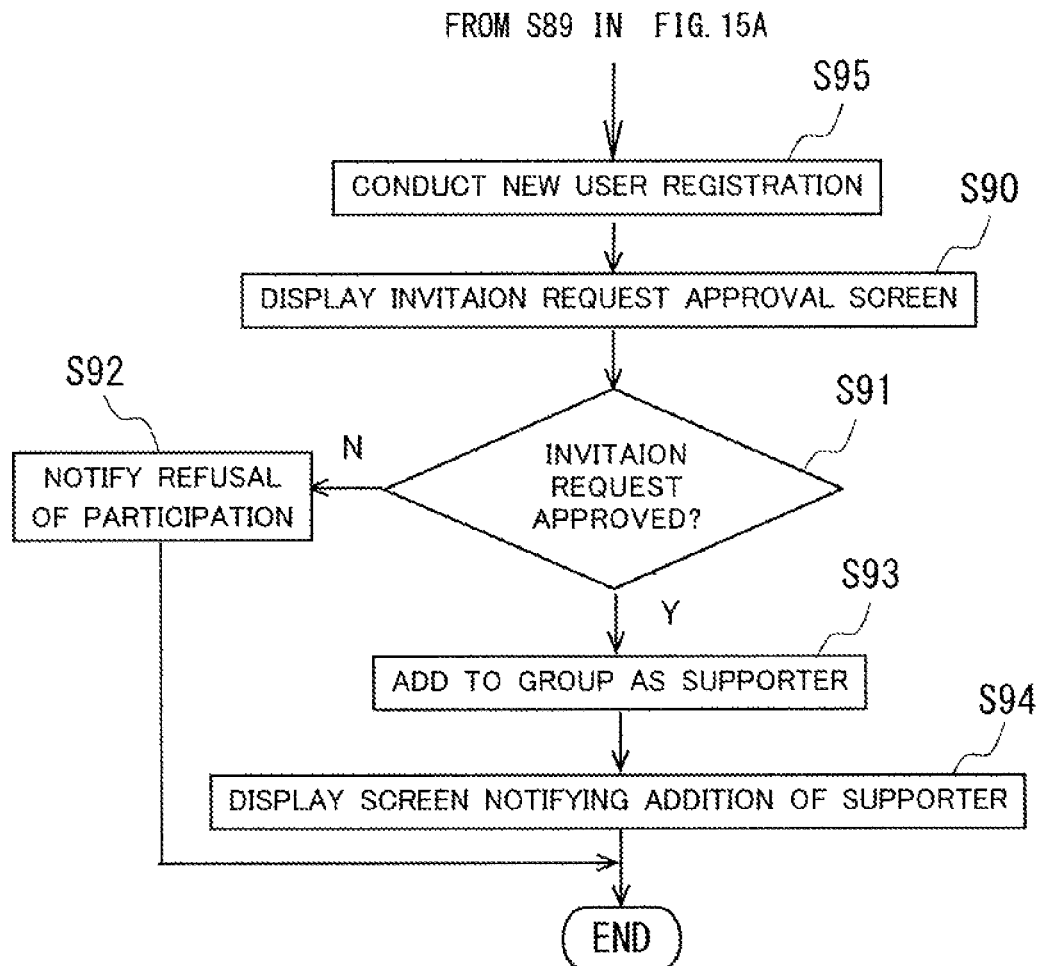 FROM S89 IN FIG. 15A
S95
CONDUCT NEW USER REGISTRATION
S90
DISPLAY INVITAION REQUEST APPROVAL SCREEN
S92
S91
N
NOTIFY REFUSAL
OF PARTICIPATION
INVITAION
REQUEST
APPROVED?
S93
Y
ADD TO GROUP AS SUPPORTER
S94
DISPLAY SCREEN NOTIFYING ADDITION OF SUPPORTER
END